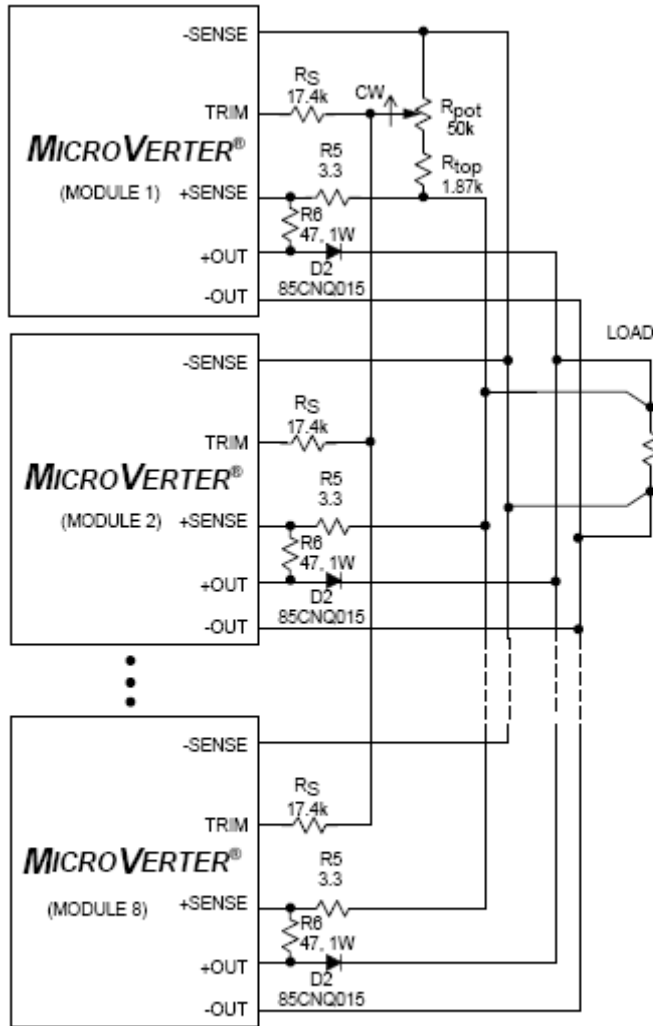 -SENSE
RS
17.4k
CW
Rpot
50k
TRIM
MICROVERTER®
R5
3.3
Rtop
1.87k
(MODULE 1)
+SENSE
R6
47, 1W
+OUT
D2
85CNQ015
-OUT
LOAD
-SENSE
RS
17.4k
TRIM
MICROVERTER®
R5
3.3
(MODULE 2)
+SENSE
R6
47, 1W
+OUT
D2
85CNQ015
-OUT
-SENSE
RS
17.4k
TRIM
MICROVERTER®
R5
3.3
(MODULE 8)
+SENSE
R6
47, 1W
+OUT
D2
85CNQ015
-OUT